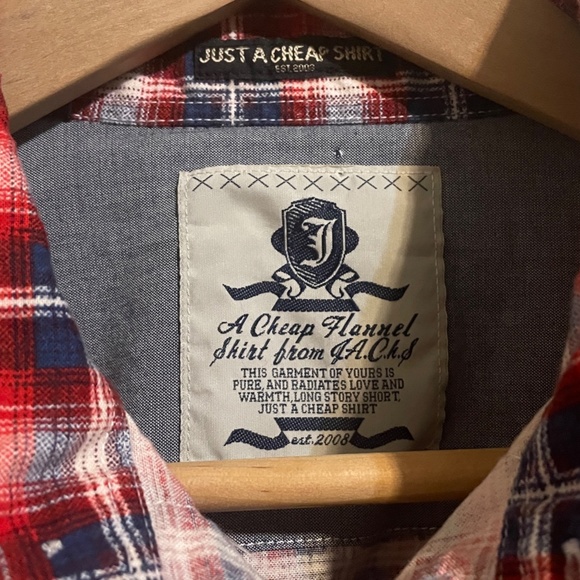 JUST A CHEAP SHIRT
EST.2003
J
A Cheap Flannel
Shirt from J.A.C.h.S
THIS GARMENT OF YOURS IS
PURE, AND RADIATES LOVE AND
WARMTH, LONG STORY SHORT,
JUST A CHEAP SHIRT
est.2008